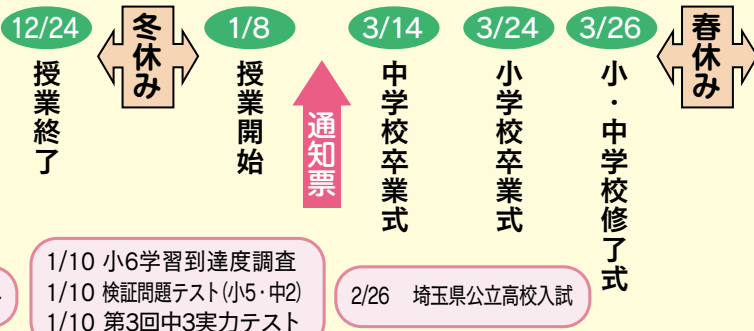 12/24
授業終了
冬休み
1/8
授業開始
通知票
3/14
中学校卒業式
3/24
小学校卒業式
3/26
小・中学校修了式
春休み
1/10 小6学習到達度調査
1/10 検証問題テスト(小5・中2)
1/10 第3回中3実力テスト
2/26 埼玉県公立高校入試